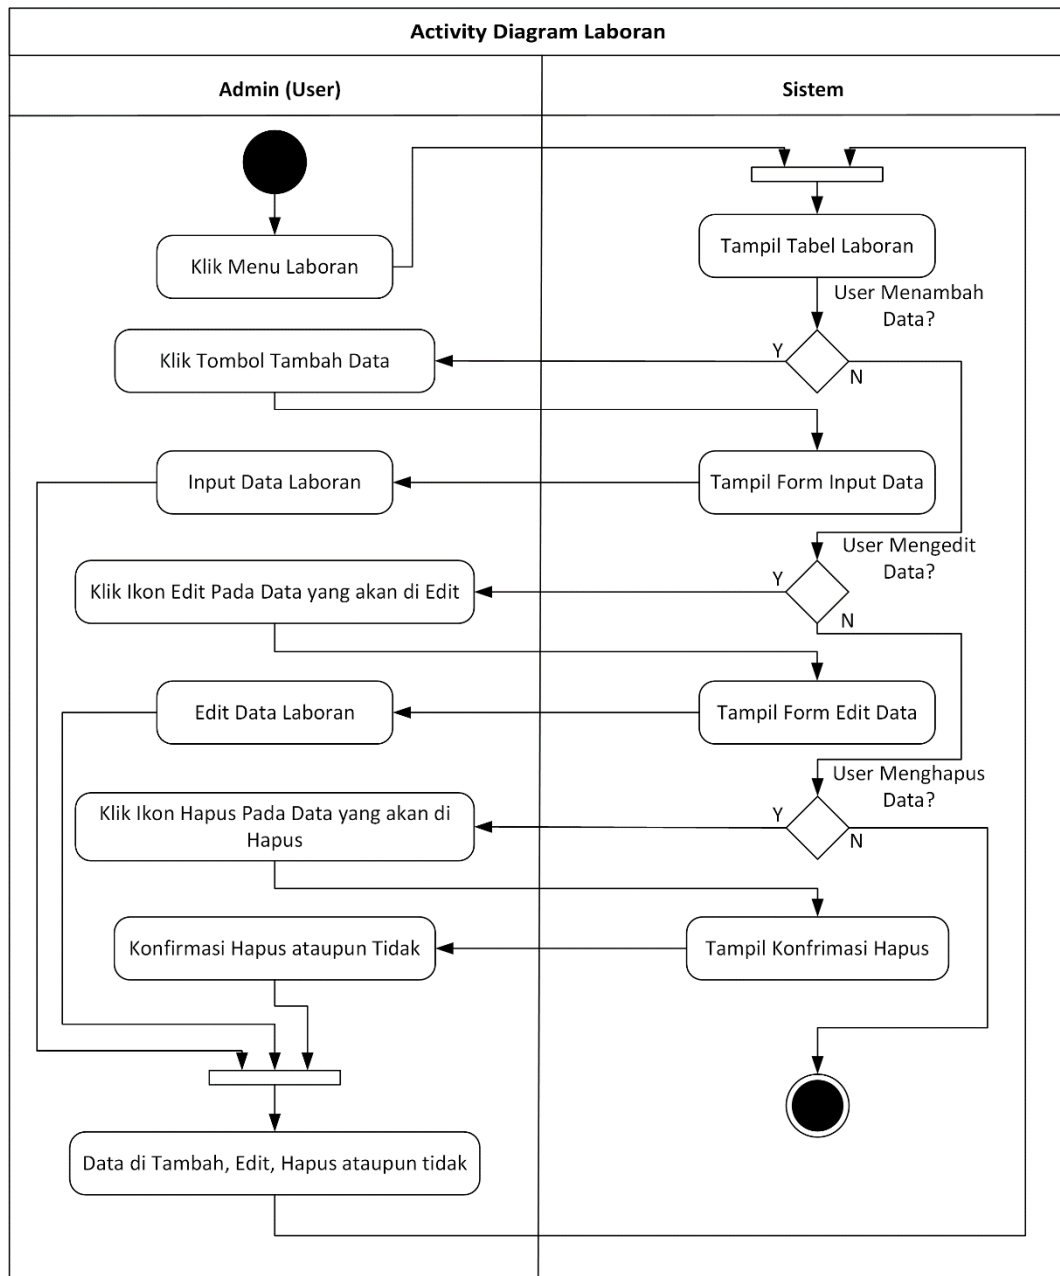 Activity Diagram Laboran
Admin (User)
Sistem
Klik Menu Laboran
Tampil Tabel Laboran
User Menambah
Data?
Klik Tombol Tambah Data
Y
N
Input Data Laboran
Tampil Form Input Data
User Mengedit
Data?
Klik Ikon Edit Pada Data yang akan di Edit
Y
N
Edit Data Laboran
Tampil Form Edit Data
User Menghapus
Data?
Klik Ikon Hapus Pada Data yang akan di
Hapus
Y
N
Konfirmasi Hapus ataupun Tidak
Tampil Konfrimasi Hapus
Data di Tambah, Edit, Hapus ataupun tidak